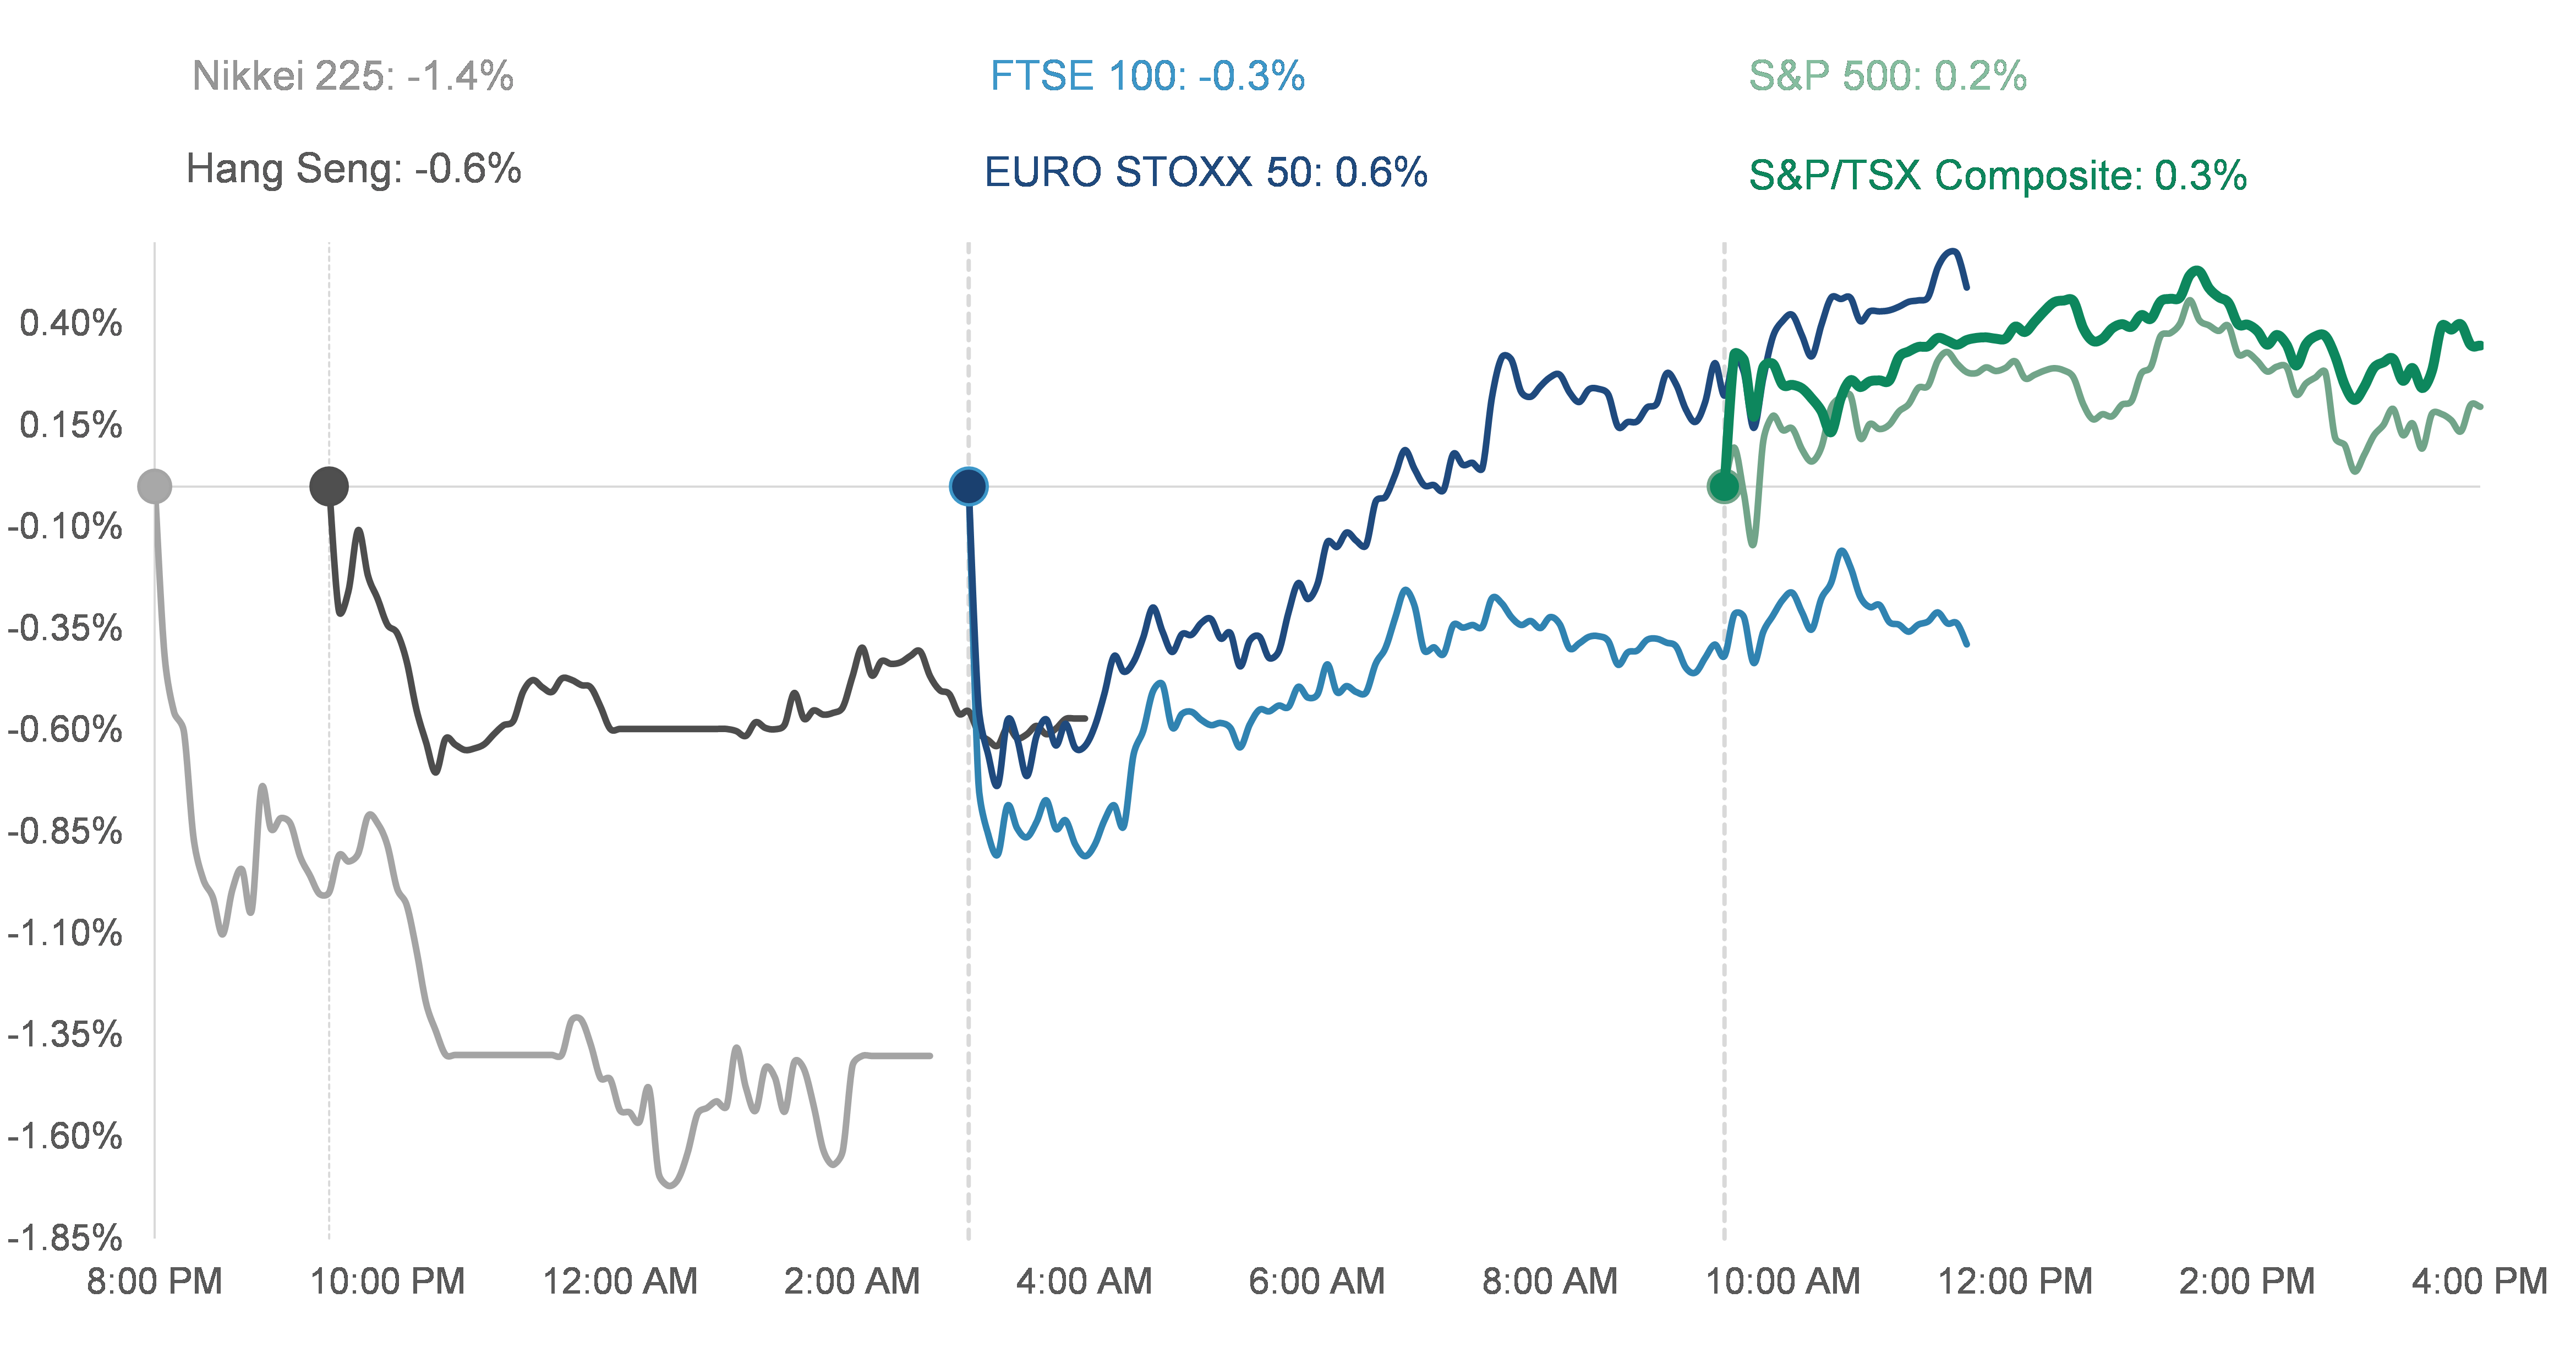 Nikkei 225: -1.4%
FTSE 100: -0.3%
S&P 500: 0.2%
Hang Seng: -0.6%
EURO STOXX 50: 0.6%
S&P/TSX Composite: 0.3%
0.40%
0.15%
-0.10%
-0.35%
-0.60%
-0.85%
-1.10%
-1.35%
-1.60%
-1.85%
8:00 PM
10:00 PM
12:00 AM
2:00 AM
4:00 AM
6:00 AM
8:00 AM
10:00 AM
12:00 PM
2:00 PM
4:00 PM